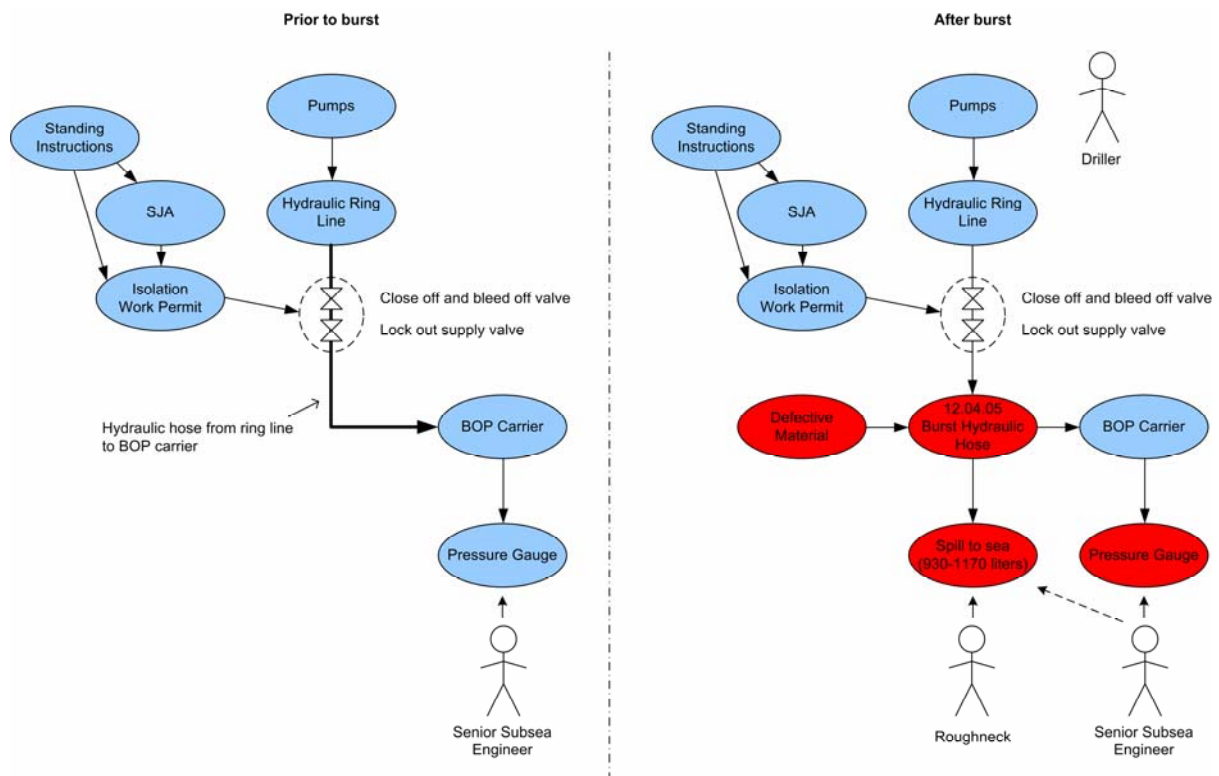 Prior to burst
Pumps
Standing
Instructions
SJA
Hydraulic Ring
Line
Isolation
Work Permit
Close off and bleed off valve
Lock out supply valve
Hydraulic hose from ring line
to BOP carrier
BOP Carrier
Pressure Gauge
Senior Subsea
Engineer
After burst
Pumps
Driller
Standing
Instructions
SJA
Hydraulic Ring
Line
Isolation
Work Permit
Close off and bleed off valve
Lock out supply valve
Defective
Material
12.04.05
Burst Hydraulic
Hose
BOP Carrier
Spill to sea
(930-1170 liters)
Pressure Gauge
Roughneck
Senior Subsea
Engineer